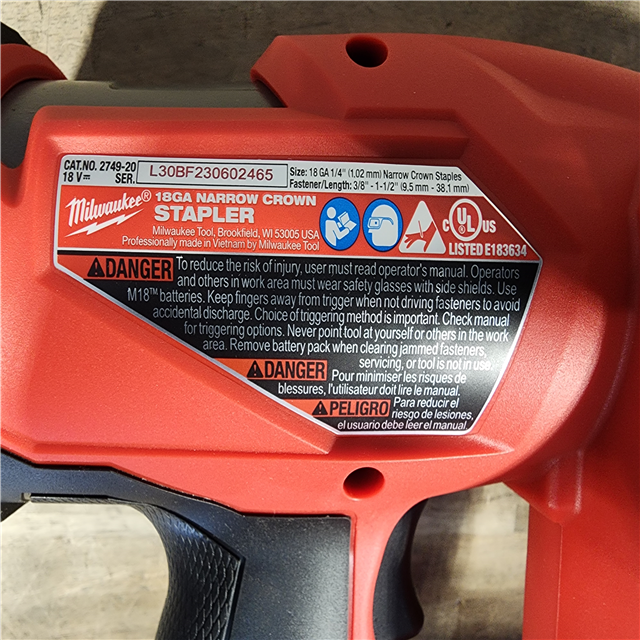 CAT.NO. 2749-20
18 V⎓ SER. L30BF230602465
Size: 18 GA 1/4" (1.02 mm) Narrow Crown Staples
Fastener/Length: 3/8" - 1-1/2" (9.5 mm - 38.1 mm)
Milwaukee®
18GA NARROW CROWN
STAPLER
Milwaukee Tool, Brookfield, WI 53005 USA
Professionally made in Vietnam by Milwaukee Tool
C UL US
LISTED E183634
DANGER To reduce the risk of injury, user must read operator's manual. Operators
and others in work area must wear safety glasses with side shields. Use
M18™ batteries. Keep fingers away from trigger when not driving fasteners to avoid
accidental discharge. Choice of triggering method is important. Check manual
for triggering options. Never point tool at yourself or others in the work
area. Remove battery pack when clearing jammed fasteners,
servicing, or tool is not in use.
DANGER Pour minimiser les risques de
blessures, l'utilisateur doit lire le manual.
PELIGRO Para reducir el
riesgo de lesiones,
el usuario debe leer el manual.